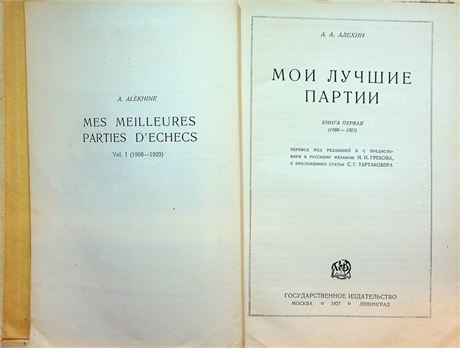 A. ALEKHINE
MES MEILLEURES
PARTIES D'ECHECS
Vol. I (1908—1923)
А. А. АЛЕХИН
МОИ ЛУЧШИЕ
ПАРТИИ
КНИГА ПЕРВАЯ
(1908—1923)
ПЕРЕВОД ПОД РЕДАКЦИЕЙ И С ПРЕДИСЛО-
ВИЕМ К РУССКОМУ ИЗДАНИЮ Н. И. ГРЕКОВА,
С ПРИЛОЖЕНИЕМ СТАТЬИ С. Г. ТАРТАКОВЕРА
ГОСУДАРСТВЕННОЕ ИЗДАТЕЛЬСТВО
МОСКВА * 1927 * ЛЕНИНГРАД